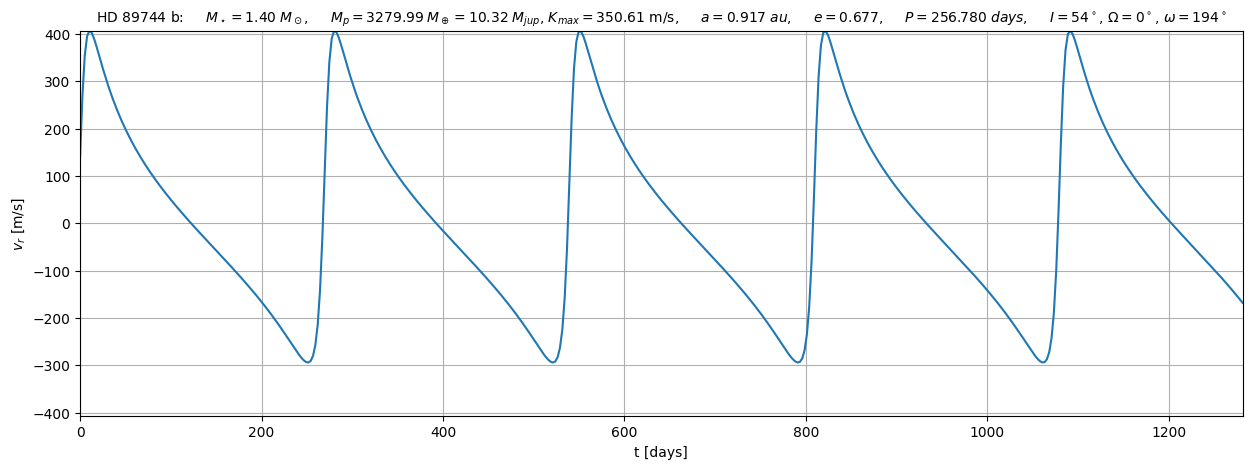 HD 89744 b: M⋆ = 1.40 M⊙, Mp = 3279.99 M⊕ = 10.32 Mjup, Kmax = 350.61 m/s, a = 0.917 au, e = 0.677, P = 256.780 days, I = 54°, Ω = 0°, ω = 194°
400
300
200
100
0
−100
−200
−300
−400
vr [m/s]
0 200 400 600 800 1000 1200
t [days]